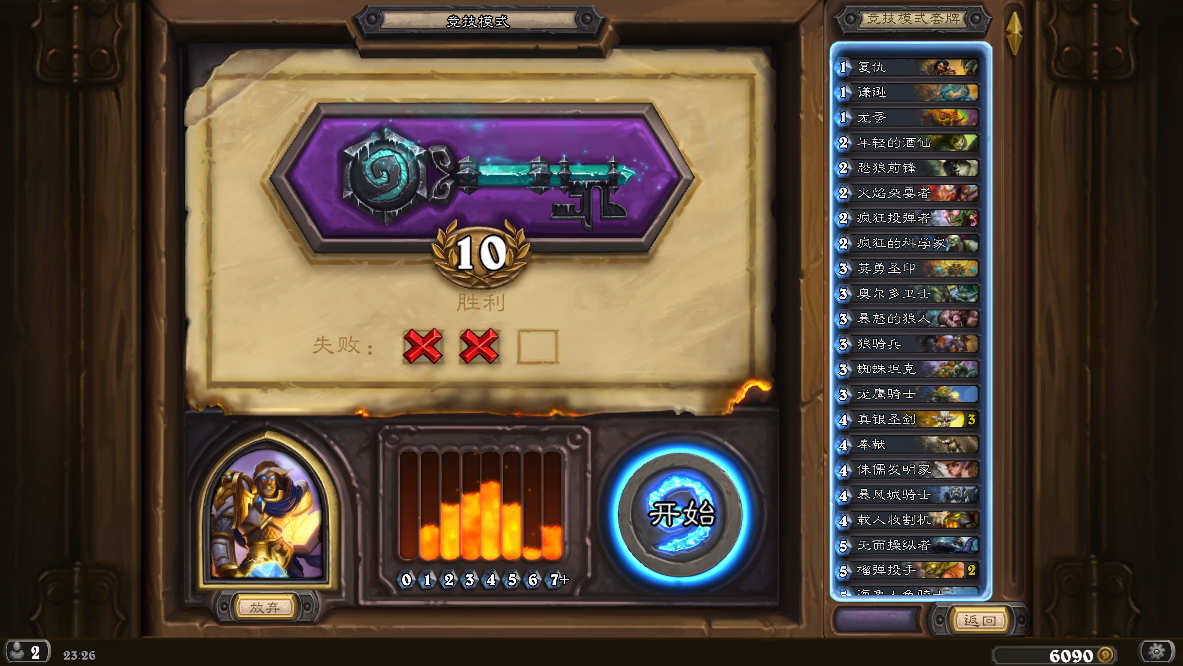 竞技模式
竞技模式套牌
10
胜利
失败：
0 1 2 3 4 5 6 7+
开始
放弃
1 复仇
1 谦逊
1
2 年轻的酒仙
2 恐狼前锋
2 火焰杂耍者
2 疯狂投弹者
2 疯狂的科学家
3 英勇圣印
3 奥尔多卫士
3 暴怒的狼人
3 狼骑兵
3 蜘蛛坦克
3 龙鹰骑士
4 真银圣剑 3
4 奉献
4 侏儒发明家
4 暴风城骑士
4 载人收割机
5 无面操纵者
5 榴弹投手 2
返回
2
23:26
6090